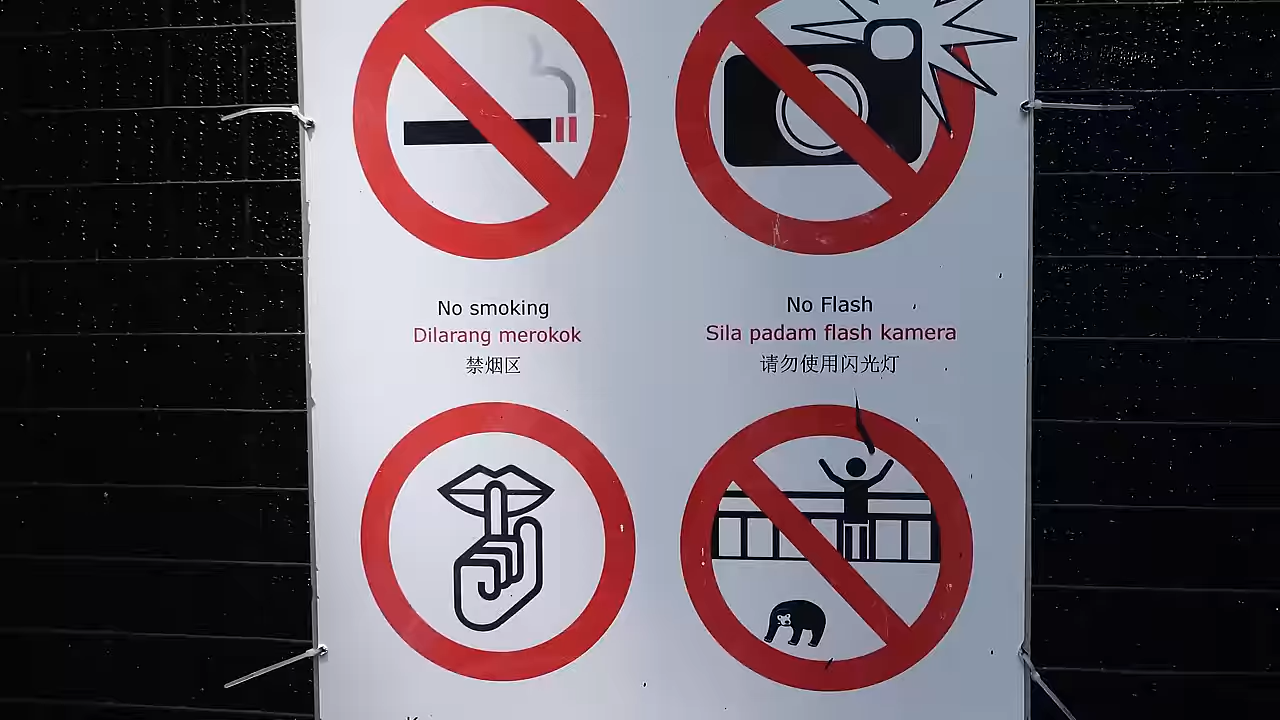 No smoking
Dilarang merokok
禁烟区
No Flash
Sila padam flash kamera
请勿使用闪光灯